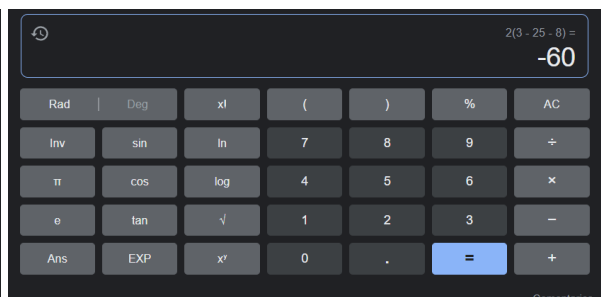 2(3 - 25 - 8) =
-60
Rad | Deg x! ( ) % AC
Inv sin ln 7 8 9 ÷
π cos log 4 5 6 ×
e tan √ 1 2 3 −
Ans EXP xʸ 0 . = +
Comentarios